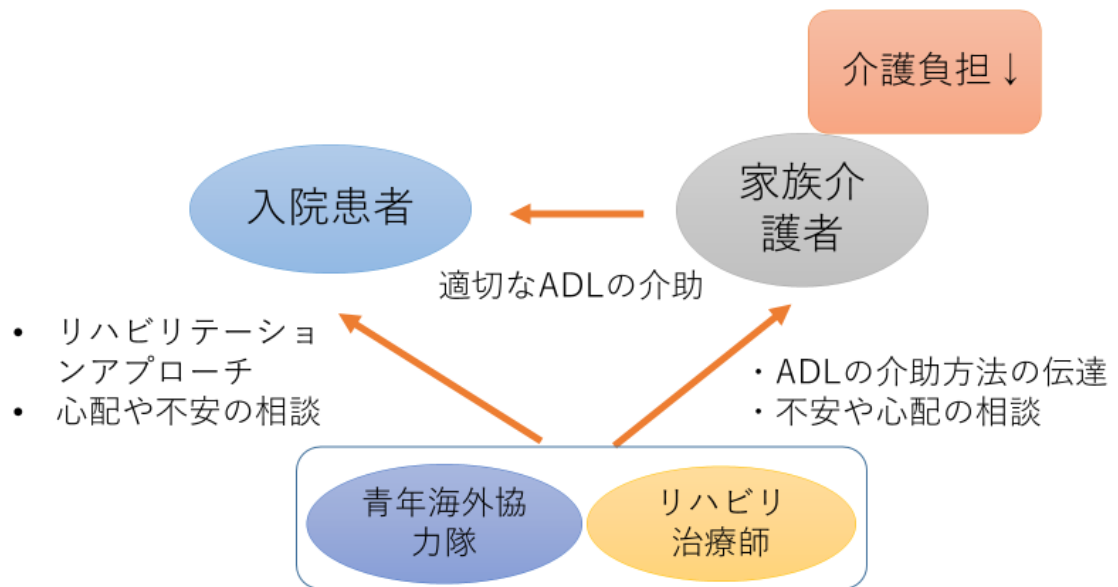 介護負担↓
入院患者
家族介
護者
適切なADLの介助
• リハビリテーショ
ンアプローチ
• 心配や不安の相談
・ADLの介助方法の伝達
・不安や心配の相談
青年海外協
力隊
リハビリ
治療師